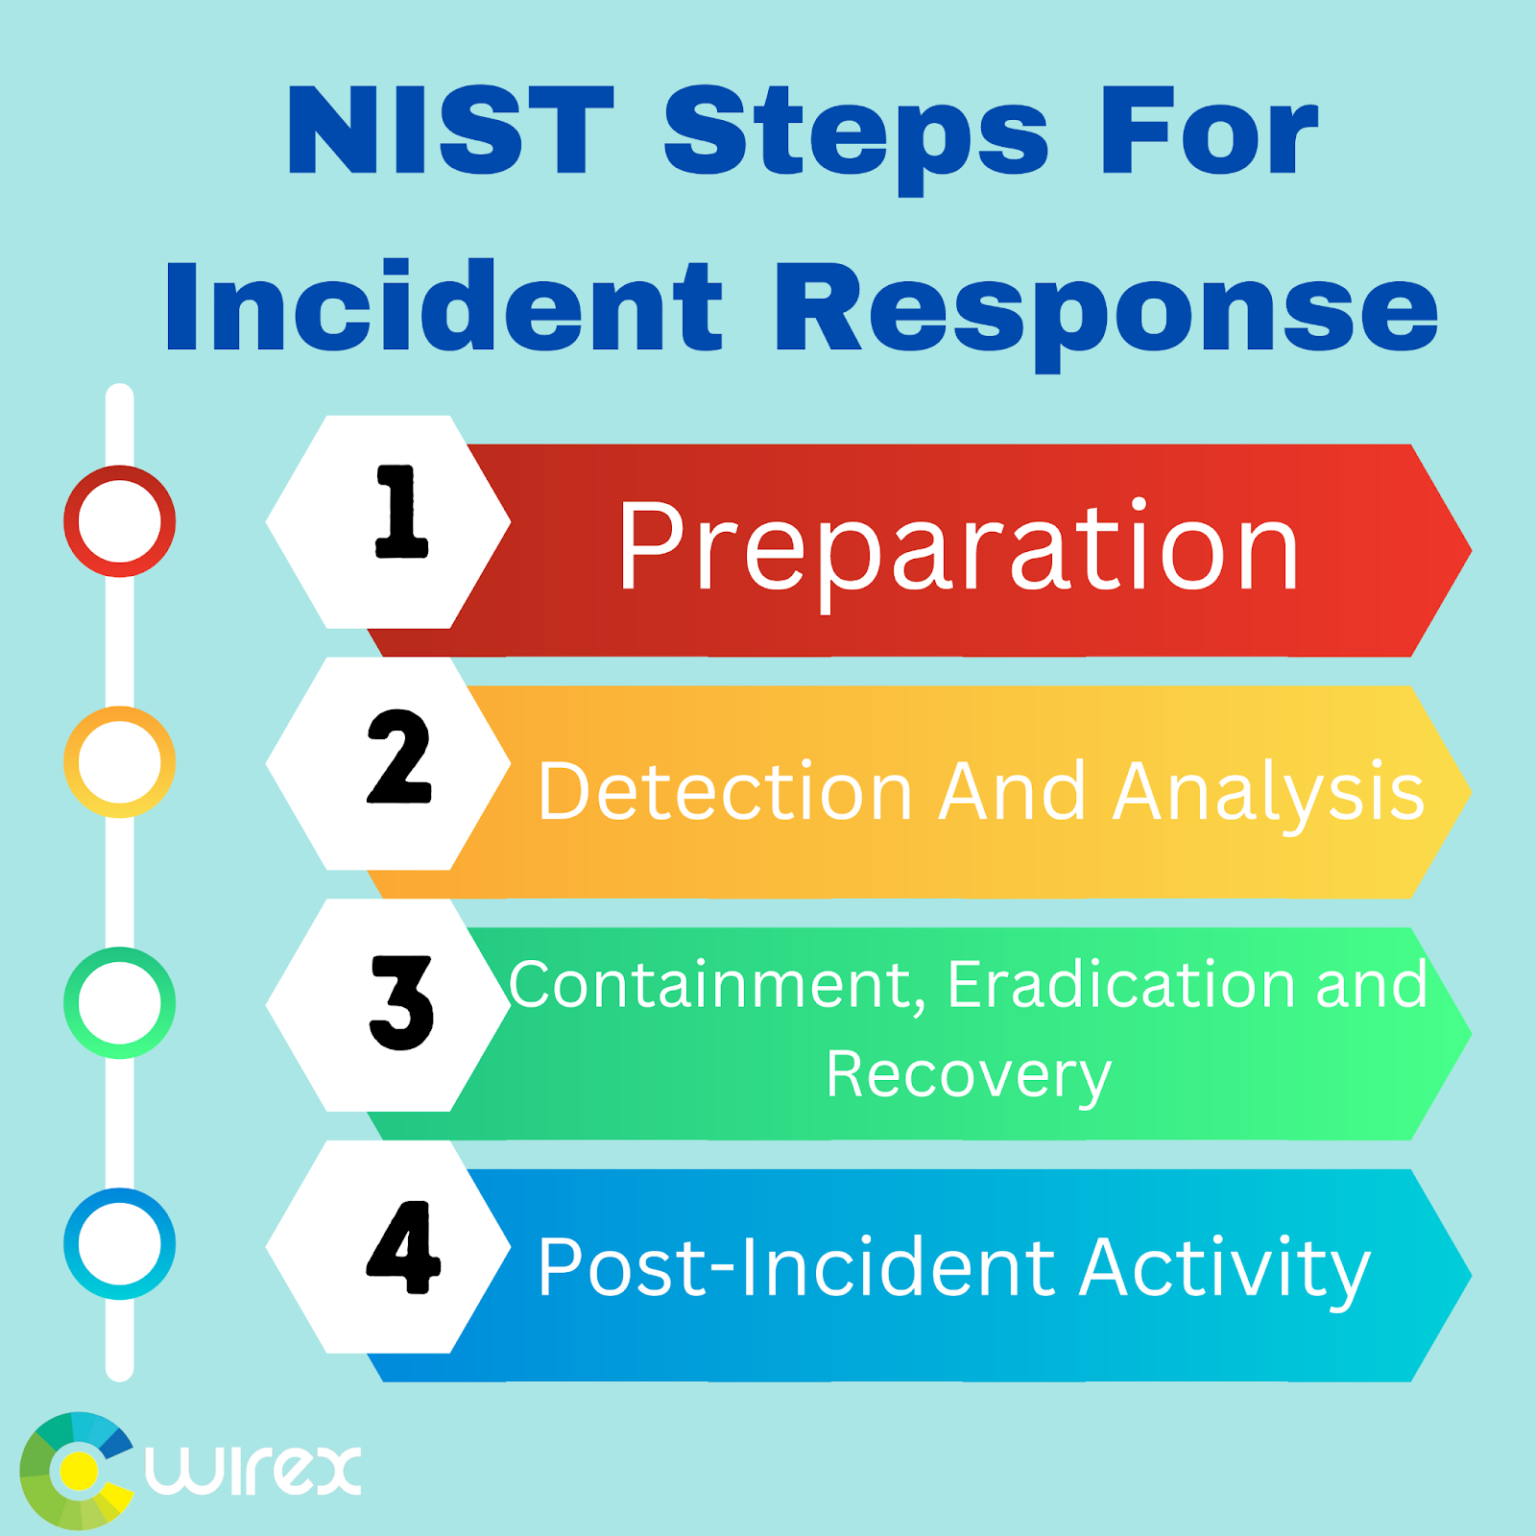 NIST Steps For
Incident Response
1
Preparation
2
Detection And Analysis
3
Containment, Eradication and
Recovery
4
Post-Incident Activity
wirex